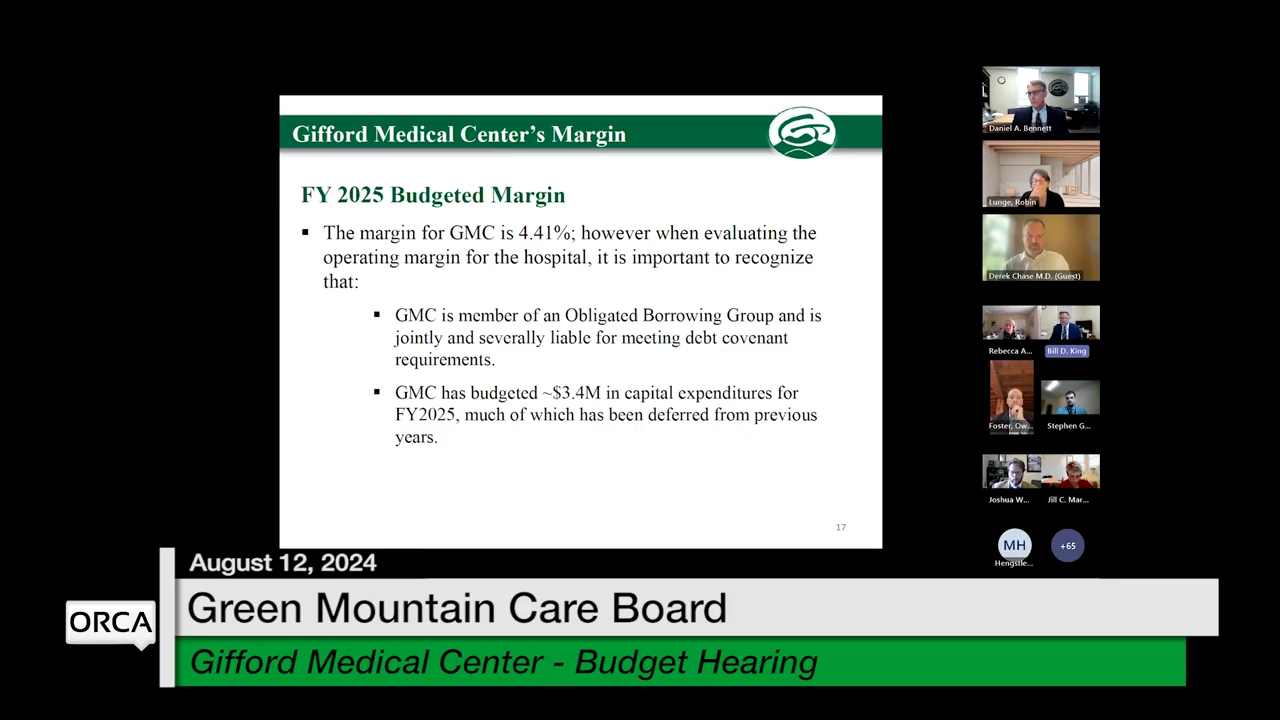 Gifford Medical Center's Margin
FY 2025 Budgeted Margin
▪ The margin for GMC is 4.41%; however when evaluating the
operating margin for the hospital, it is important to recognize
that:
▪ GMC is member of an Obligated Borrowing Group and is
jointly and severally liable for meeting debt covenant
requirements.
▪ GMC has budgeted ~$3.4M in capital expenditures for
FY2025, much of which has been deferred from previous
years.
17
Daniel A. Bennett
Lunge, Robin
Derek Chase M.D. (Guest)
Rebecca A...
Bill D. King
Foster, Ow...
Stephen G...
Joshua W...
Jill C. Mar...
MH
+65
Hengstle...
August 12, 2024
ORCA
Green Mountain Care Board
Gifford Medical Center - Budget Hearing